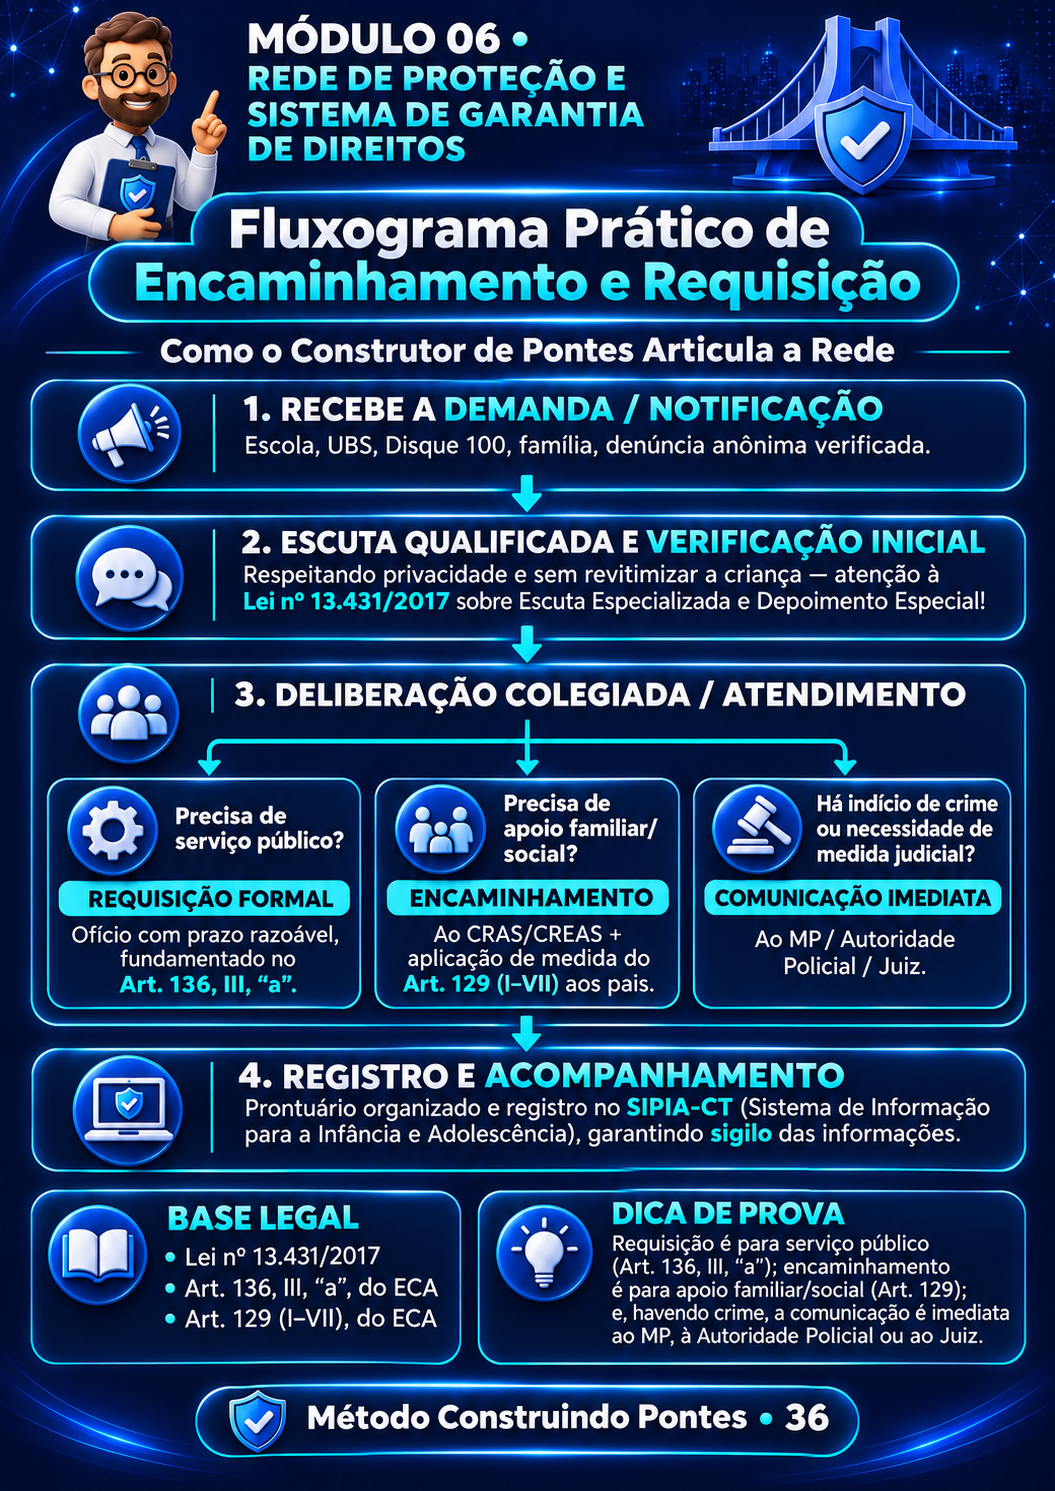 MÓDULO 06 •
REDE DE PROTEÇÃO E
SISTEMA DE GARANTIA
DE DIREITOS
Fluxograma Prático de
Encaminhamento e Requisição
Como o Construtor de Pontes Articula a Rede
1. RECEBE A DEMANDA / NOTIFICAÇÃO
Escola, UBS, Disque 100, família, denúncia anônima verificada.
2. ESCUTA QUALIFICADA E VERIFICAÇÃO INICIAL
Respeitando privacidade e sem revitimizar a criança — atenção à
Lei nº 13.431/2017 sobre Escuta Especializada e Depoimento Especial!
3. DELIBERAÇÃO COLEGIADA / ATENDIMENTO
Precisa de
serviço público?
REQUISIÇÃO FORMAL
Ofício com prazo razoável,
fundamentado no
Art. 136, III, “a”.
Precisa de
apoio familiar/
social?
ENCAMINHAMENTO
Ao CRAS/CREAS +
aplicação de medida do
Art. 129 (I–VII) aos pais.
Há indício de crime
ou necessidade de
medida judicial?
COMUNICAÇÃO IMEDIATA
Ao MP / Autoridade
Policial / Juiz.
4. REGISTRO E ACOMPANHAMENTO
Prontuário organizado e registro no SIPIA-CT (Sistema de Informação
para a Infância e Adolescência), garantindo sigilo das informações.
BASE LEGAL
• Lei nº 13.431/2017
• Art. 136, III, “a”, do ECA
• Art. 129 (I–VII), do ECA
DICA DE PROVA
Requisição é para serviço público
(Art. 136, III, “a”); encaminhamento
é para apoio familiar/social (Art. 129);
e, havendo crime, a comunicação é imediata
ao MP, à Autoridade Policial ou ao Juiz.
Método Construindo Pontes • 36